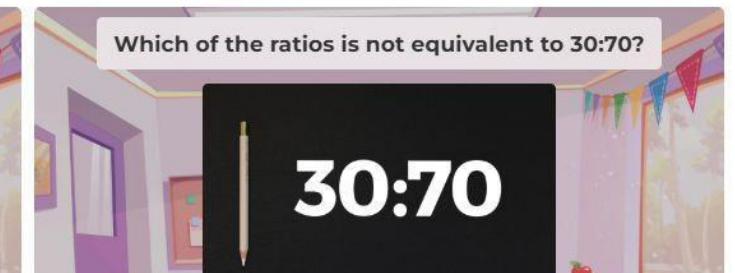 Which of the ratios is not equivalent to 30:70?
30:70